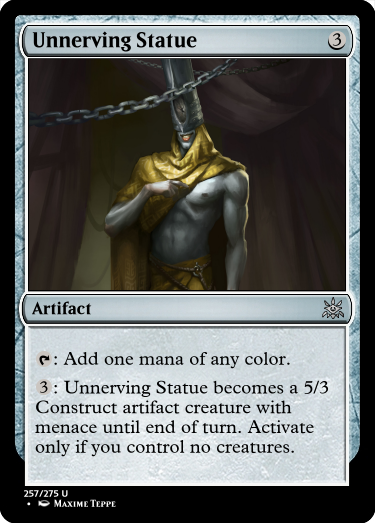 Unnerving Statue 3
Artifact
: Add one mana of any color.
3: Unnerving Statue becomes a 5/3
Construct artifact creature with
menace until end of turn. Activate
only if you control no creatures.
257/275 U
• Maxime Teppe